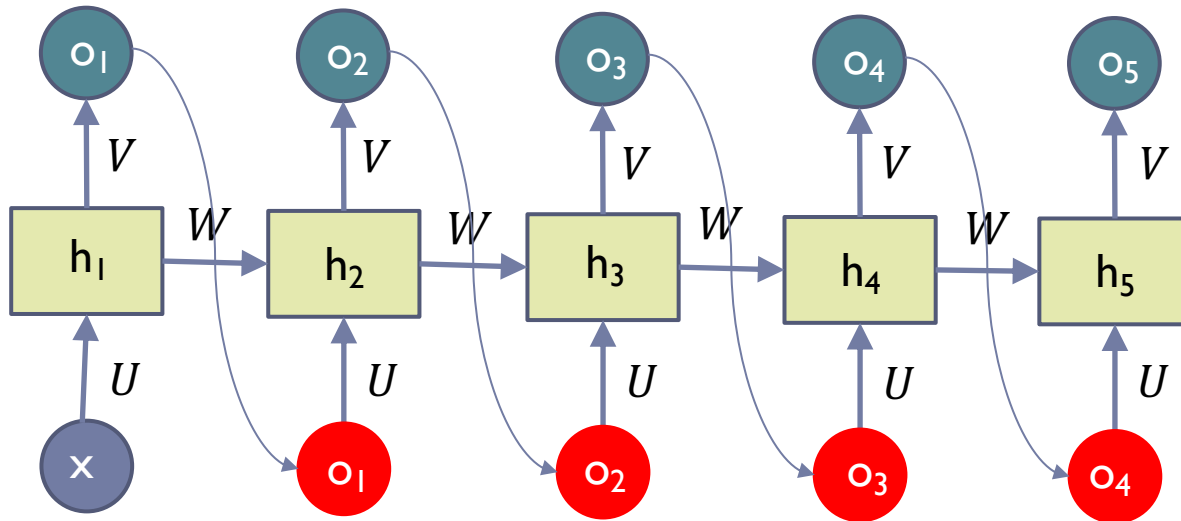 o1 o2 o3 o4 o5
V V V V V
W W W W
h1 h2 h3 h4 h5
U U U U U
x o1 o2 o3 o4